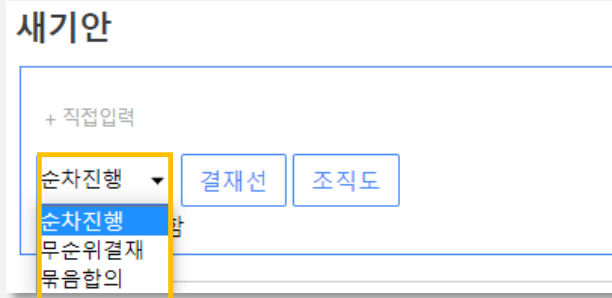 새기안
+ 직접입력
순차진행 결재선 조직도
순차진행 함
무순위결재
묶음합의